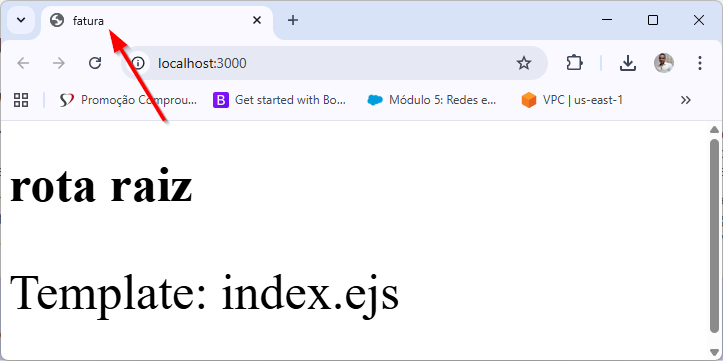 fatura
localhost:3000
Promoção Comprou... Get started with Bo... Módulo 5: Redes e... VPC | us-east-1
rota raiz
Template: index.ejs